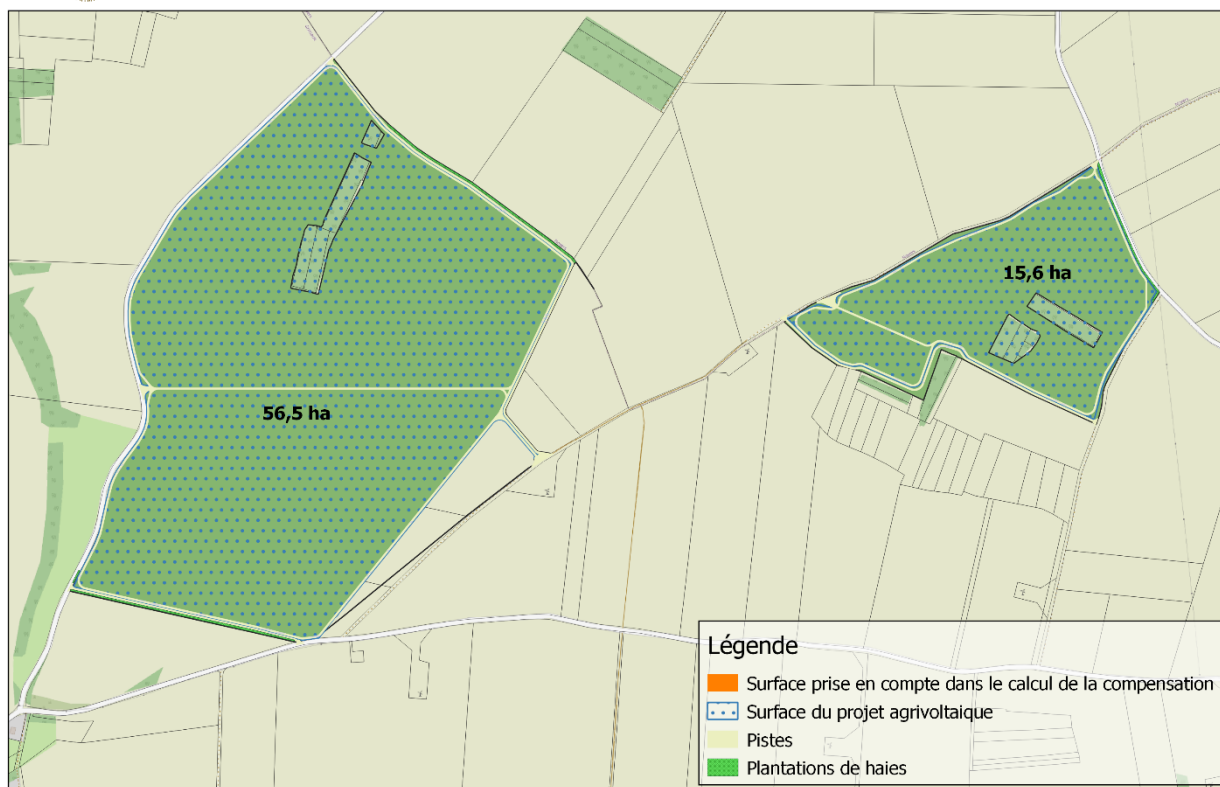 15,6 ha
56,5 ha
Légende
Surface prise en compte dans le calcul de la compensation
Surface du projet agrivoltaique
Pistes
Plantations de haies